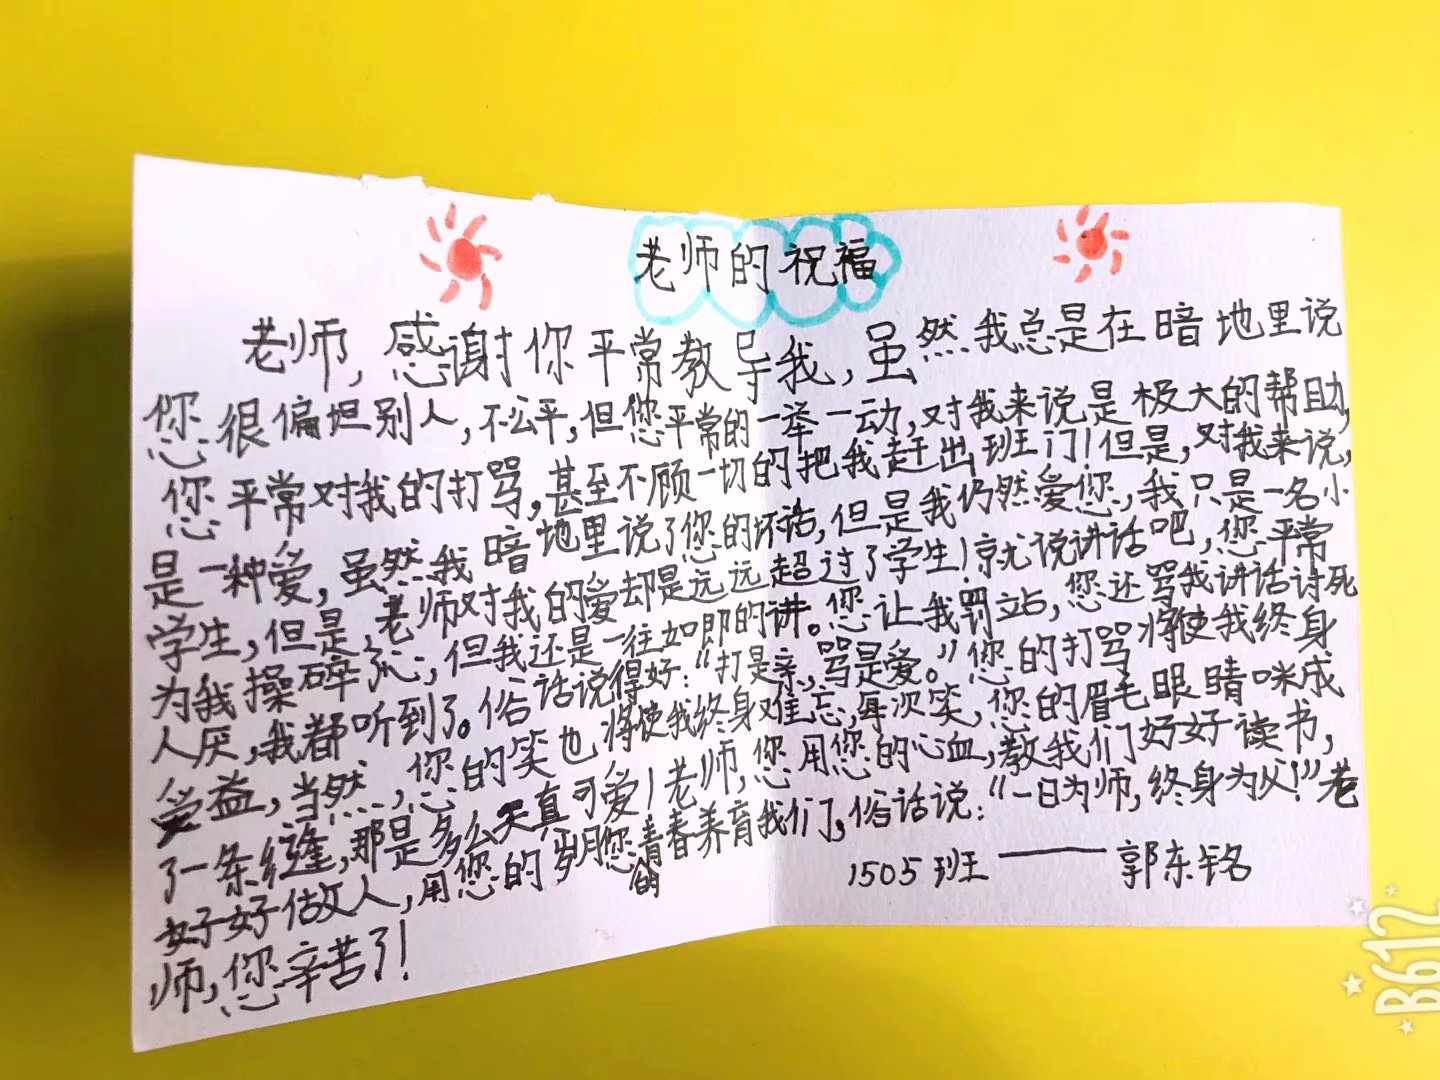 老师的祝福
老师,感谢你平常教导我,虽然我总是在暗地里说
您很偏坦别人,不公平,但您平常的一举一动,对我来说是极大的帮助,
您平常对我的打骂,甚至不顾一切的把我赶出班门!但是,对我来说,
是一种爱,虽然我暗地里说了您的坏话,但是我仍然爱您,我只是一名小
学生,但是,老师对我的爱却是远远超过了学生!就说讲话吧,您平常
为我操碎了心,但我还是一往如即的讲。您让我罚站,您还骂我讲话讨死
人厌,我都听到了。俗话说得好:“打是亲,骂是爱。”您的打骂将使我终身
受益,当然,您的笑也将使我终身难忘,每次笑,您的眉毛眼睛咪成
了一条缝,那是多么天真可爱!老师,您用您的心血,教我们好好读书,
好好做人,用您的岁月您的青春养育我们,俗话说:“一日为师,终身为父!”老
师,您辛苦了!
1505班——郭东铭
B612